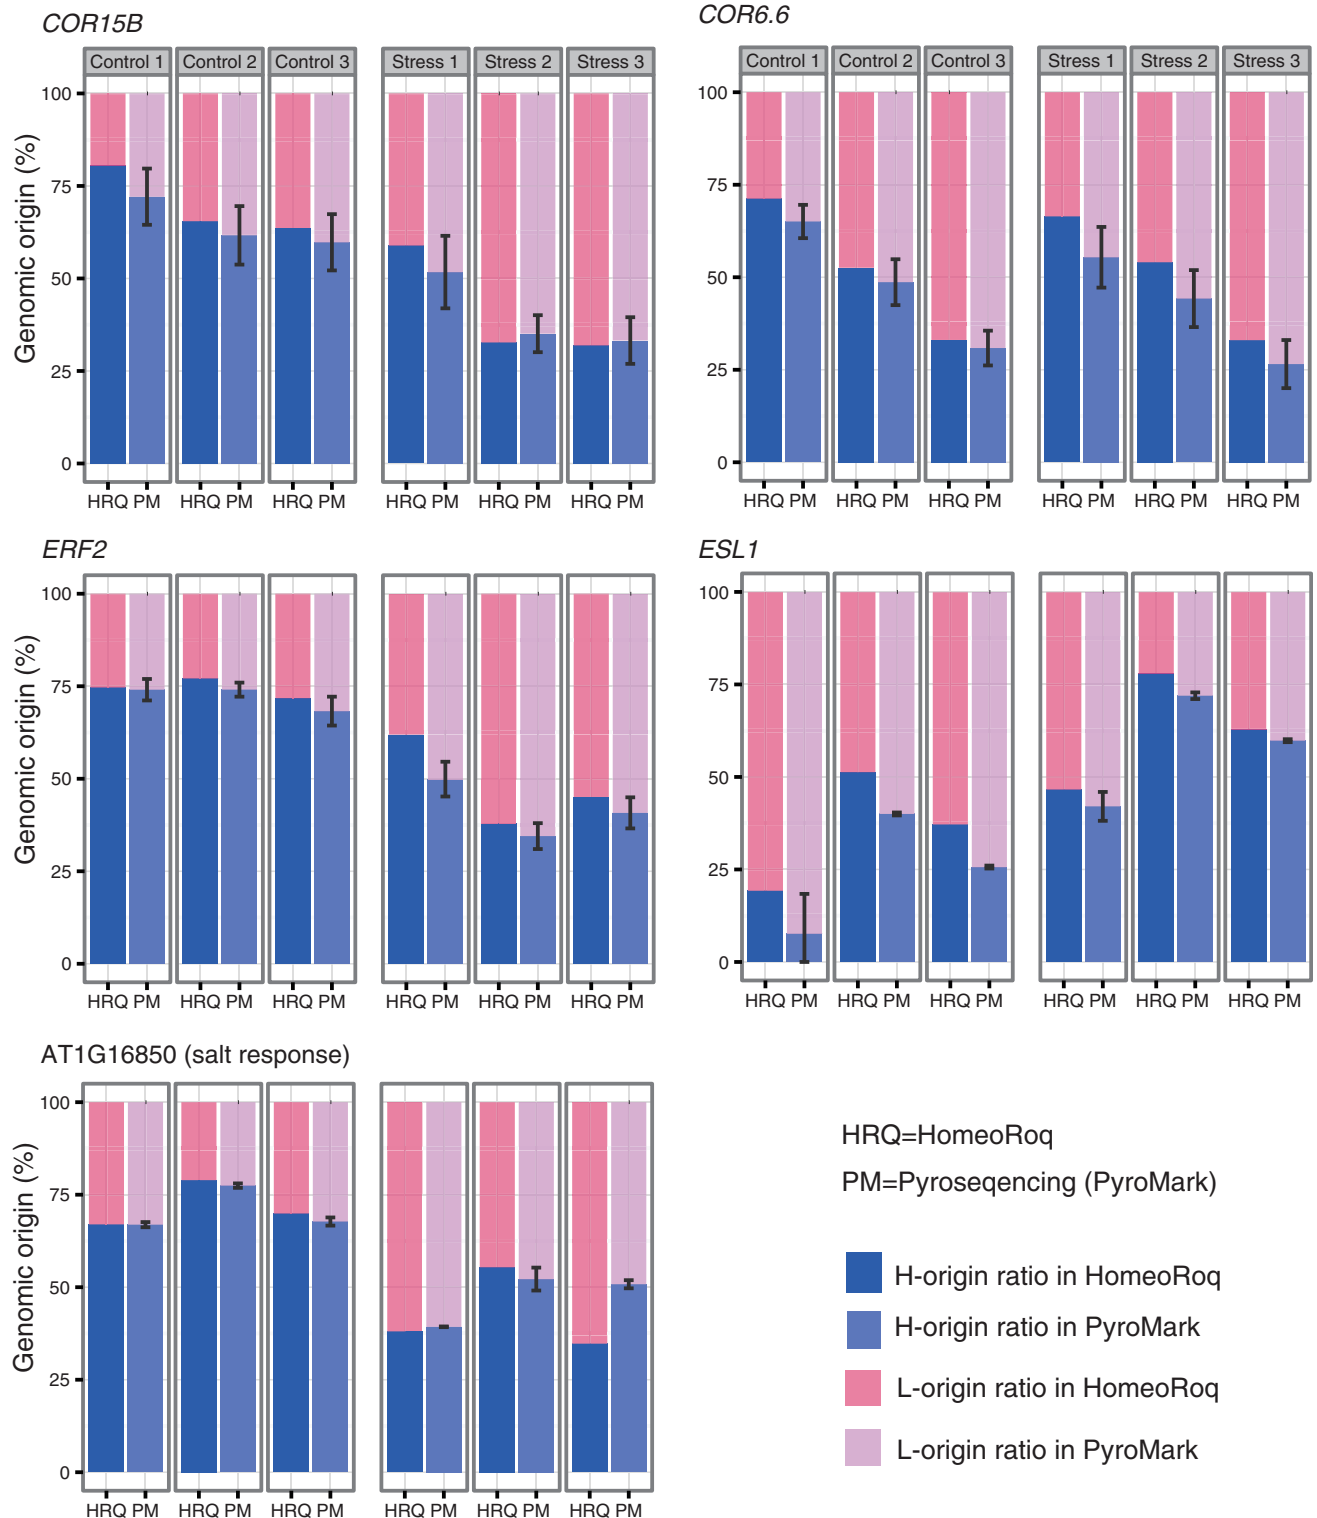 COR15B
Control 1 Control 2 Control 3 Stress 1 Stress 2 Stress 3
Genomic origin (%)
100
75
50
25
0
HRQ PM HRQ PM HRQ PM HRQ PM HRQ PM HRQ PM
COR6.6
Control 1 Control 2 Control 3 Stress 1 Stress 2 Stress 3
100
75
50
25
0
HRQ PM HRQ PM HRQ PM HRQ PM HRQ PM HRQ PM
ERF2
Genomic origin (%)
100
75
50
25
0
HRQ PM HRQ PM HRQ PM HRQ PM HRQ PM HRQ PM
ESL1
100
75
50
25
0
HRQ PM HRQ PM HRQ PM HRQ PM HRQ PM HRQ PM
AT1G16850 (salt response)
Genomic origin (%)
100
75
50
25
0
HRQ PM HRQ PM HRQ PM HRQ PM HRQ PM HRQ PM
HRQ=HomeoRoq
PM=Pyroseqencing (PyroMark)
H-origin ratio in HomeoRoq
H-origin ratio in PyroMark
L-origin ratio in HomeoRoq
L-origin ratio in PyroMark